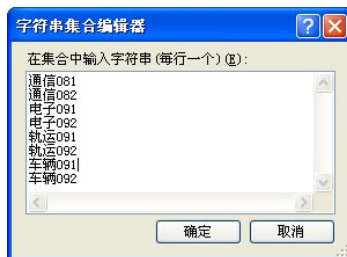 字符串集合编辑器
在集合中输入字符串(每行一个)(E):
通信081
通信082
电子091
电子092
轨运091
轨运092
车辆091
车辆092
确定 取消